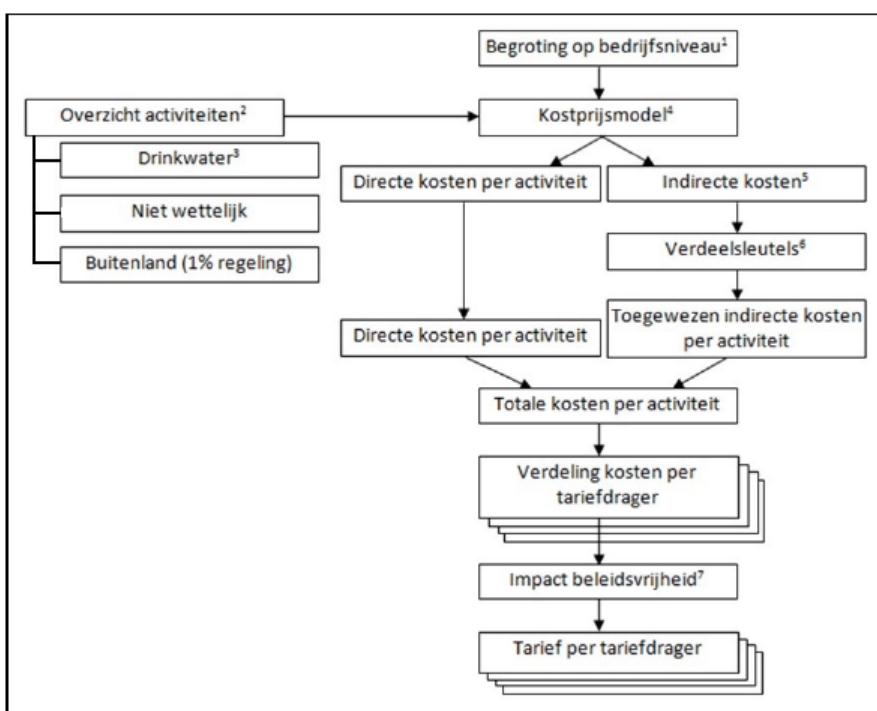 Begroting op bedrijfsniveau¹
Overzicht activiteiten²
Kostprijsmodel⁴
Drinkwater³
Directe kosten per activiteit
Indirecte kosten⁵
Niet wettelijk
Verdeelsleutels⁶
Buitenland (1% regeling)
Directe kosten per activiteit
Toegewezen indirecte kosten
per activiteit
Totale kosten per activiteit
Verdeling kosten per
tariefdrager
Impact beleidsvrijheid⁷
Tarief per tariefdrager